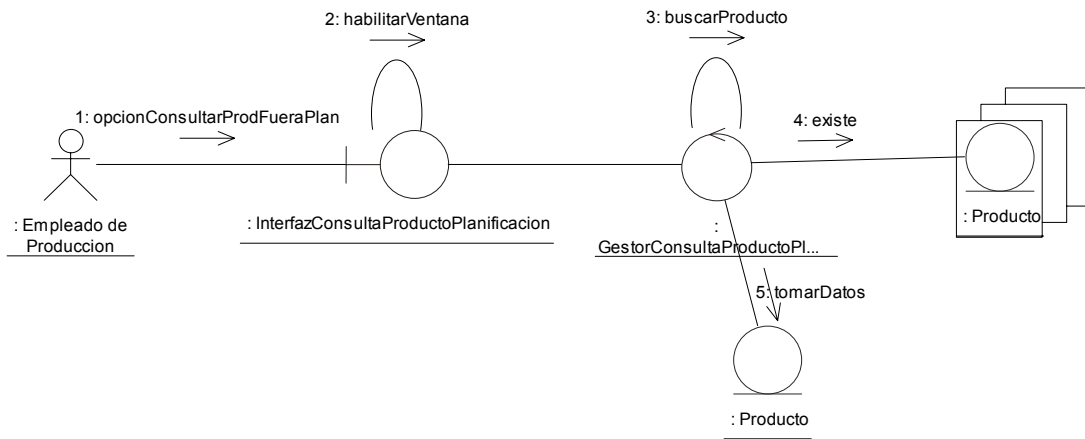 2: habilitarVentana
3: buscarProducto
1: opcionConsultarProdFueraPlan
4: existe
: Empleado de
Produccion
: InterfazConsultaProductoPlanificacion
:
GestorConsultaProductoPl...
: Producto
5: tomarDatos
: Producto